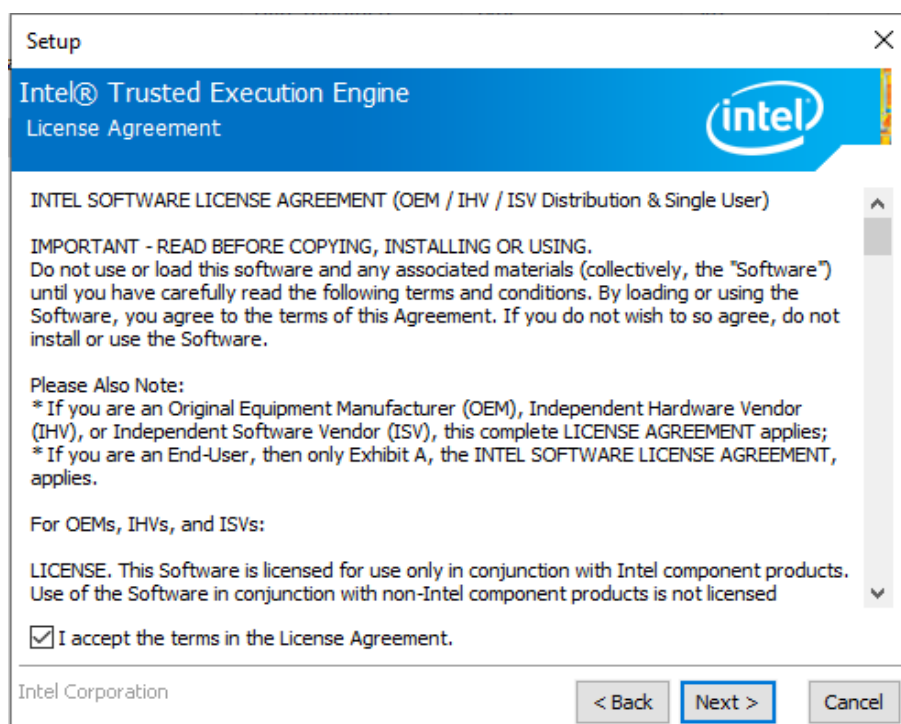 Setup
Intel® Trusted Execution Engine
License Agreement
intel
INTEL SOFTWARE LICENSE AGREEMENT (OEM / IHV / ISV Distribution & Single User)
IMPORTANT - READ BEFORE COPYING, INSTALLING OR USING.
Do not use or load this software and any associated materials (collectively, the "Software")
until you have carefully read the following terms and conditions. By loading or using the
Software, you agree to the terms of this Agreement. If you do not wish to so agree, do not
install or use the Software.
Please Also Note:
* If you are an Original Equipment Manufacturer (OEM), Independent Hardware Vendor
(IHV), or Independent Software Vendor (ISV), this complete LICENSE AGREEMENT applies;
* If you are an End-User, then only Exhibit A, the INTEL SOFTWARE LICENSE AGREEMENT,
applies.
For OEMs, IHVs, and ISVs:
LICENSE. This Software is licensed for use only in conjunction with Intel component products.
Use of the Software in conjunction with non-Intel component products is not licensed
I accept the terms in the License Agreement.
Intel Corporation
< Back
Next >
Cancel